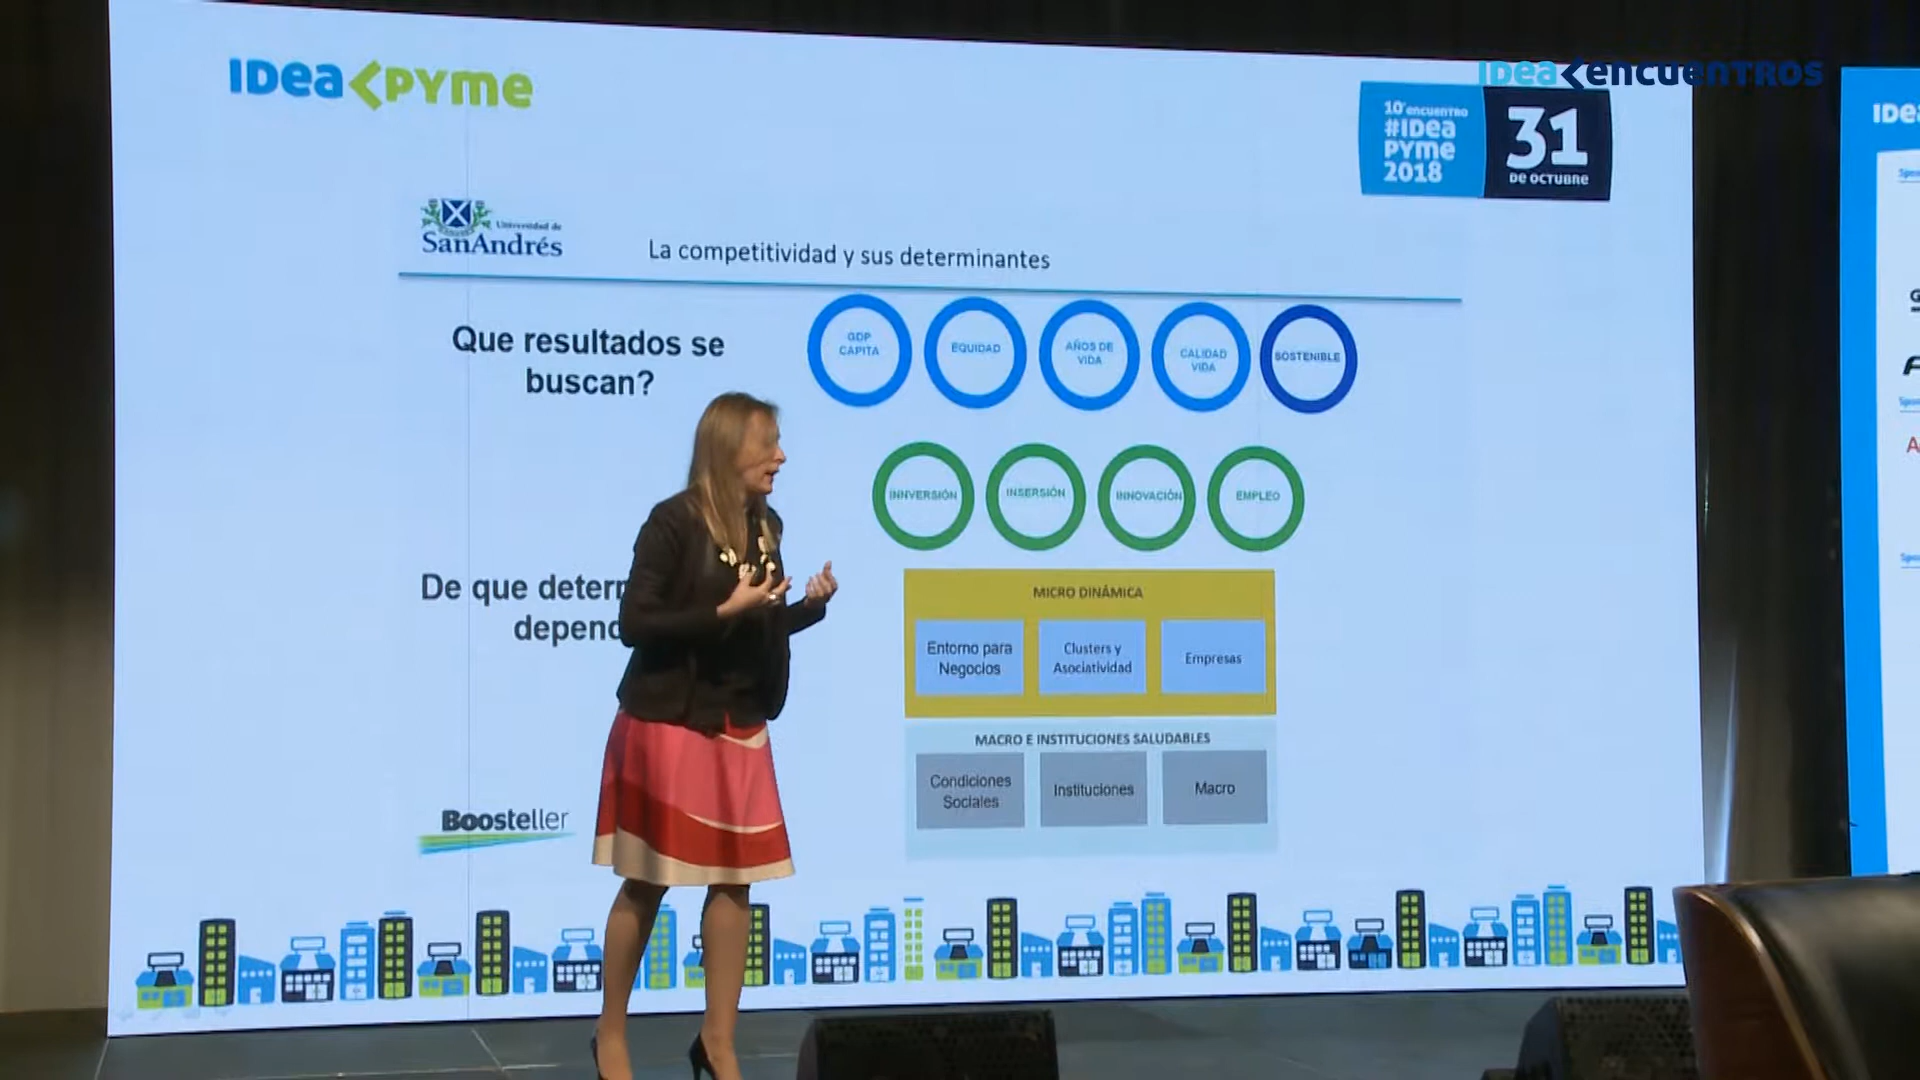 IDea PYme
IDea encuentros
10° encuentro
#IDea
PYme
2018
31
DE OCTUBRE
IDe
Universidad de
SanAndrés
La competitividad y sus determinantes
Que resultados se
buscan?
GDP
CAPITA
EQUIDAD
AÑOS DE
VIDA
CALIDAD
VIDA
SOSTENIBLE
INNVERSIÓN
INSERSIÓN
INNOVACIÓN
EMPLEO
De que deter
depen
MICRO DINÁMICA
Entorno para
Negocios
Clusters y
Asociatividad
Empresas
MACRO E INSTITUCIONES SALUDABLES
Condiciones
Sociales
Instituciones
Macro
Boosteller